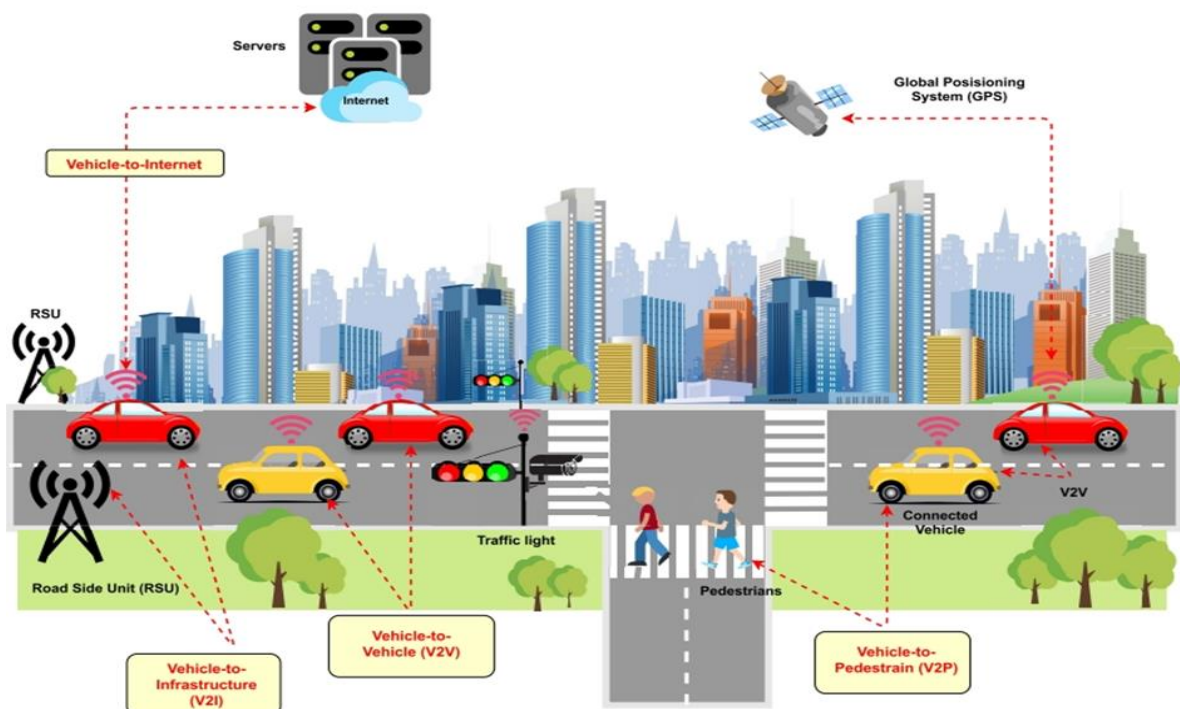 Servers
Internet
Global Posisioning
System (GPS)
Vehicle-to-Internet
RSU
V2V
Connected
Vehicle
Traffic light
Road Side Unit (RSU)
Pedestrians
Vehicle-to-
Vehicle (V2V)
Vehicle-to-
Pedestrain (V2P)
Vehicle-to-
Infrastructure
(V2I)